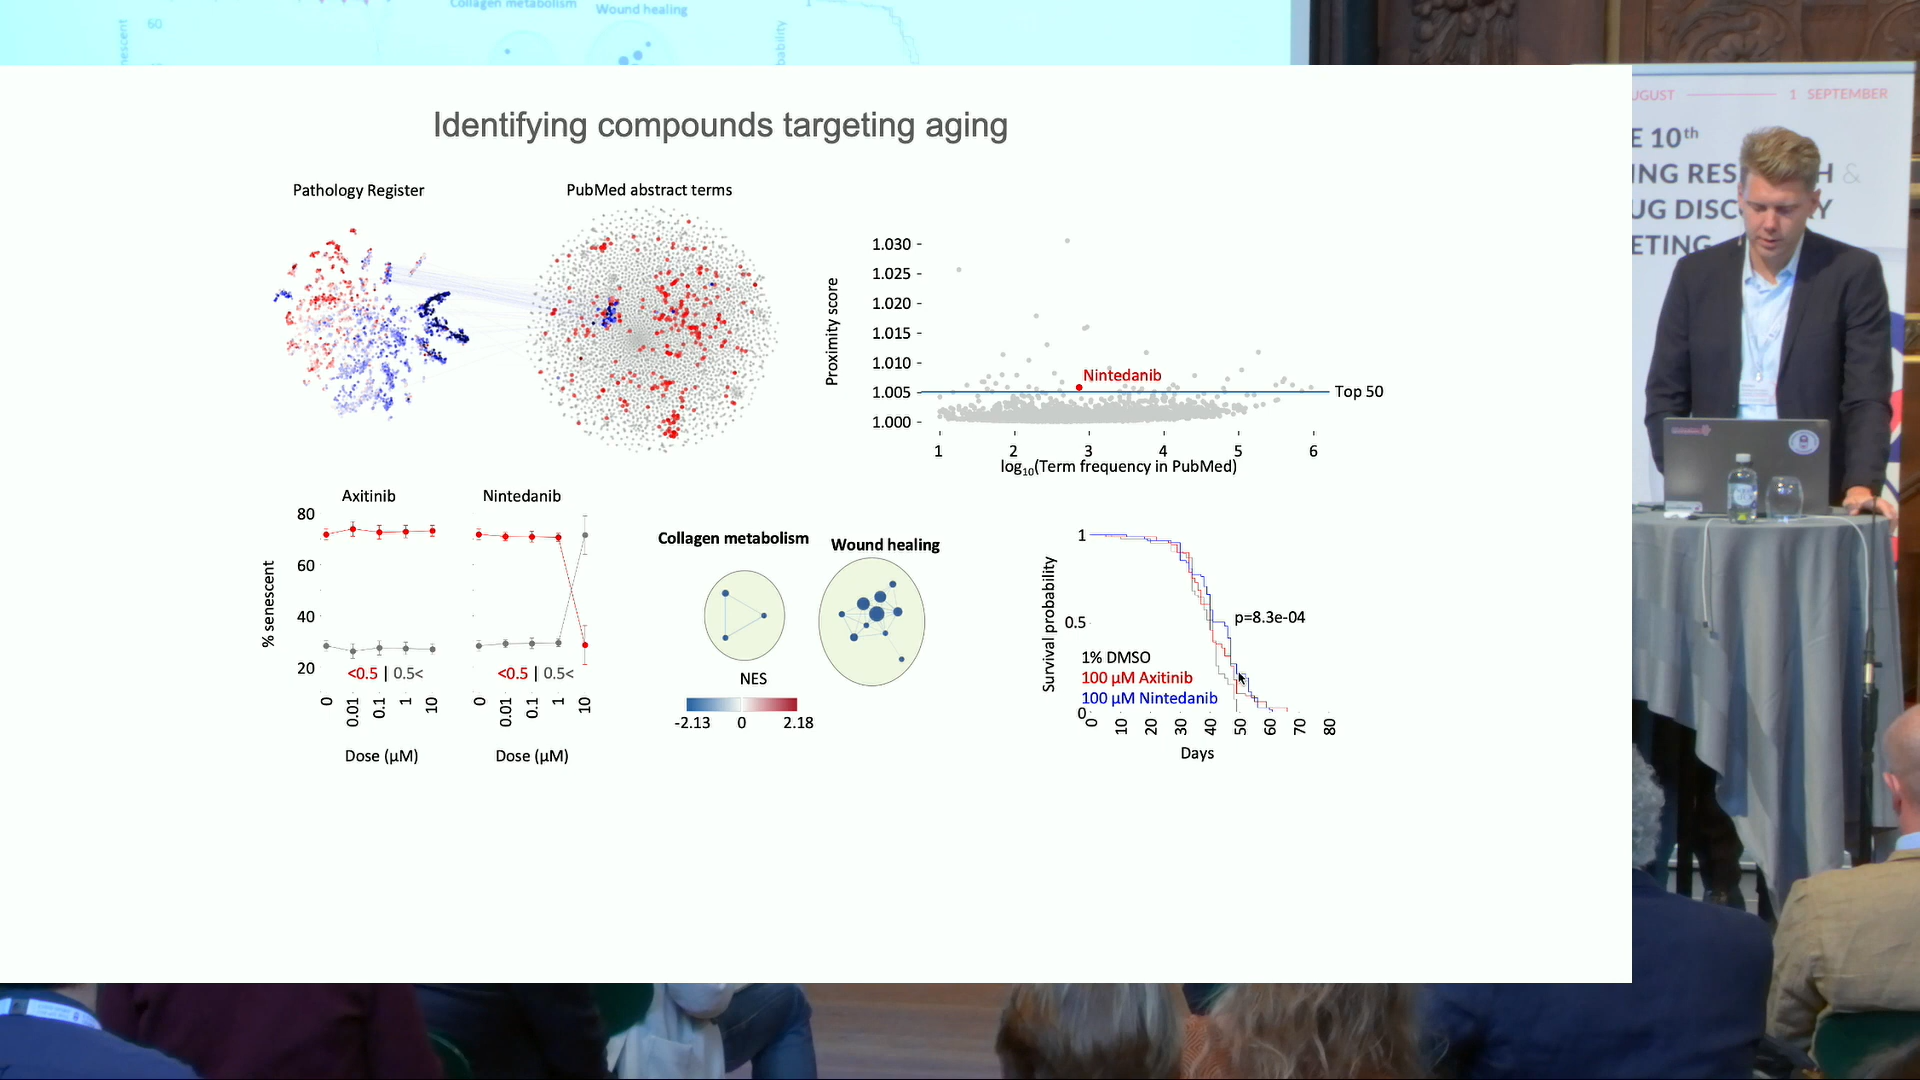 60
Collagen metabolism
Wound healing
1
Identifying compounds targeting aging
Pathology Register
PubMed abstract terms
Proximity score
1.030
1.025
1.020
1.015
1.010
1.005
1.000
Nintedanib
Top 50
1 2 3 4 5 6
log₁₀(Term frequency in PubMed)
Axitinib
Nintedanib
% senescent
80
60
40
20
<0.5 | 0.5<
<0.5 | 0.5<
0 0.01 0.1 1 10
0 0.01 0.1 1 10
Dose (µM)
Dose (µM)
Collagen metabolism
Wound healing
NES
-2.13 0 2.18
Survival probability
1
0.5
0
p=8.3e-04
1% DMSO
100 µM Axitinib
100 µM Nintedanib
0 10 20 30 40 50 60 70 80
Days
1 SEPTEMBER
10th
&